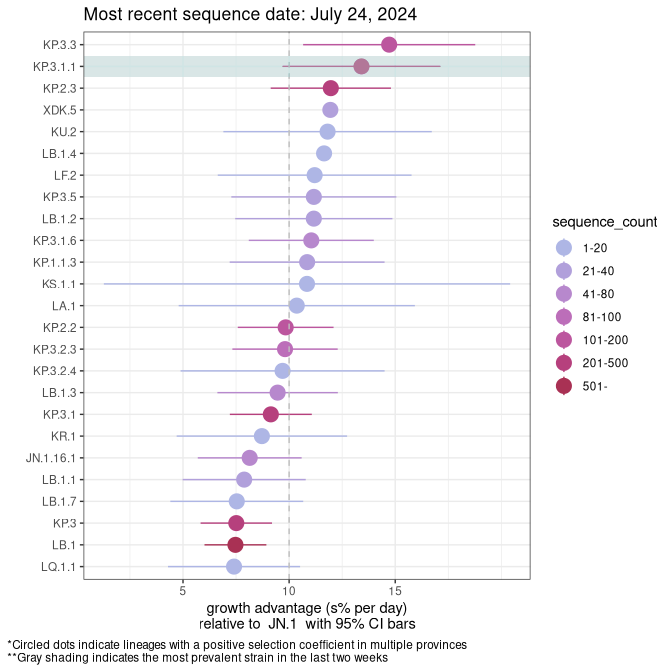 Most recent sequence date: July 24, 2024
KP.3.3
KP.3.1.1
KP.2.3
XDK.5
KU.2
LB.1.4
LF.2
KP.3.5
LB.1.2
KP.3.1.6
KP.1.1.3
KS.1.1
LA.1
KP.2.2
KP.3.2.3
KP.3.2.4
LB.1.3
KP.3.1
KR.1
JN.1.16.1
LB.1.1
LB.1.7
KP.3
LB.1
LQ.1.1
5 10 15
growth advantage (s% per day)
relative to JN.1 with 95% CI bars
sequence_count
1-20
21-40
41-80
81-100
101-200
201-500
501-
*Circled dots indicate lineages with a positive selection coefficient in multiple provinces
**Gray shading indicates the most prevalent strain in the last two weeks